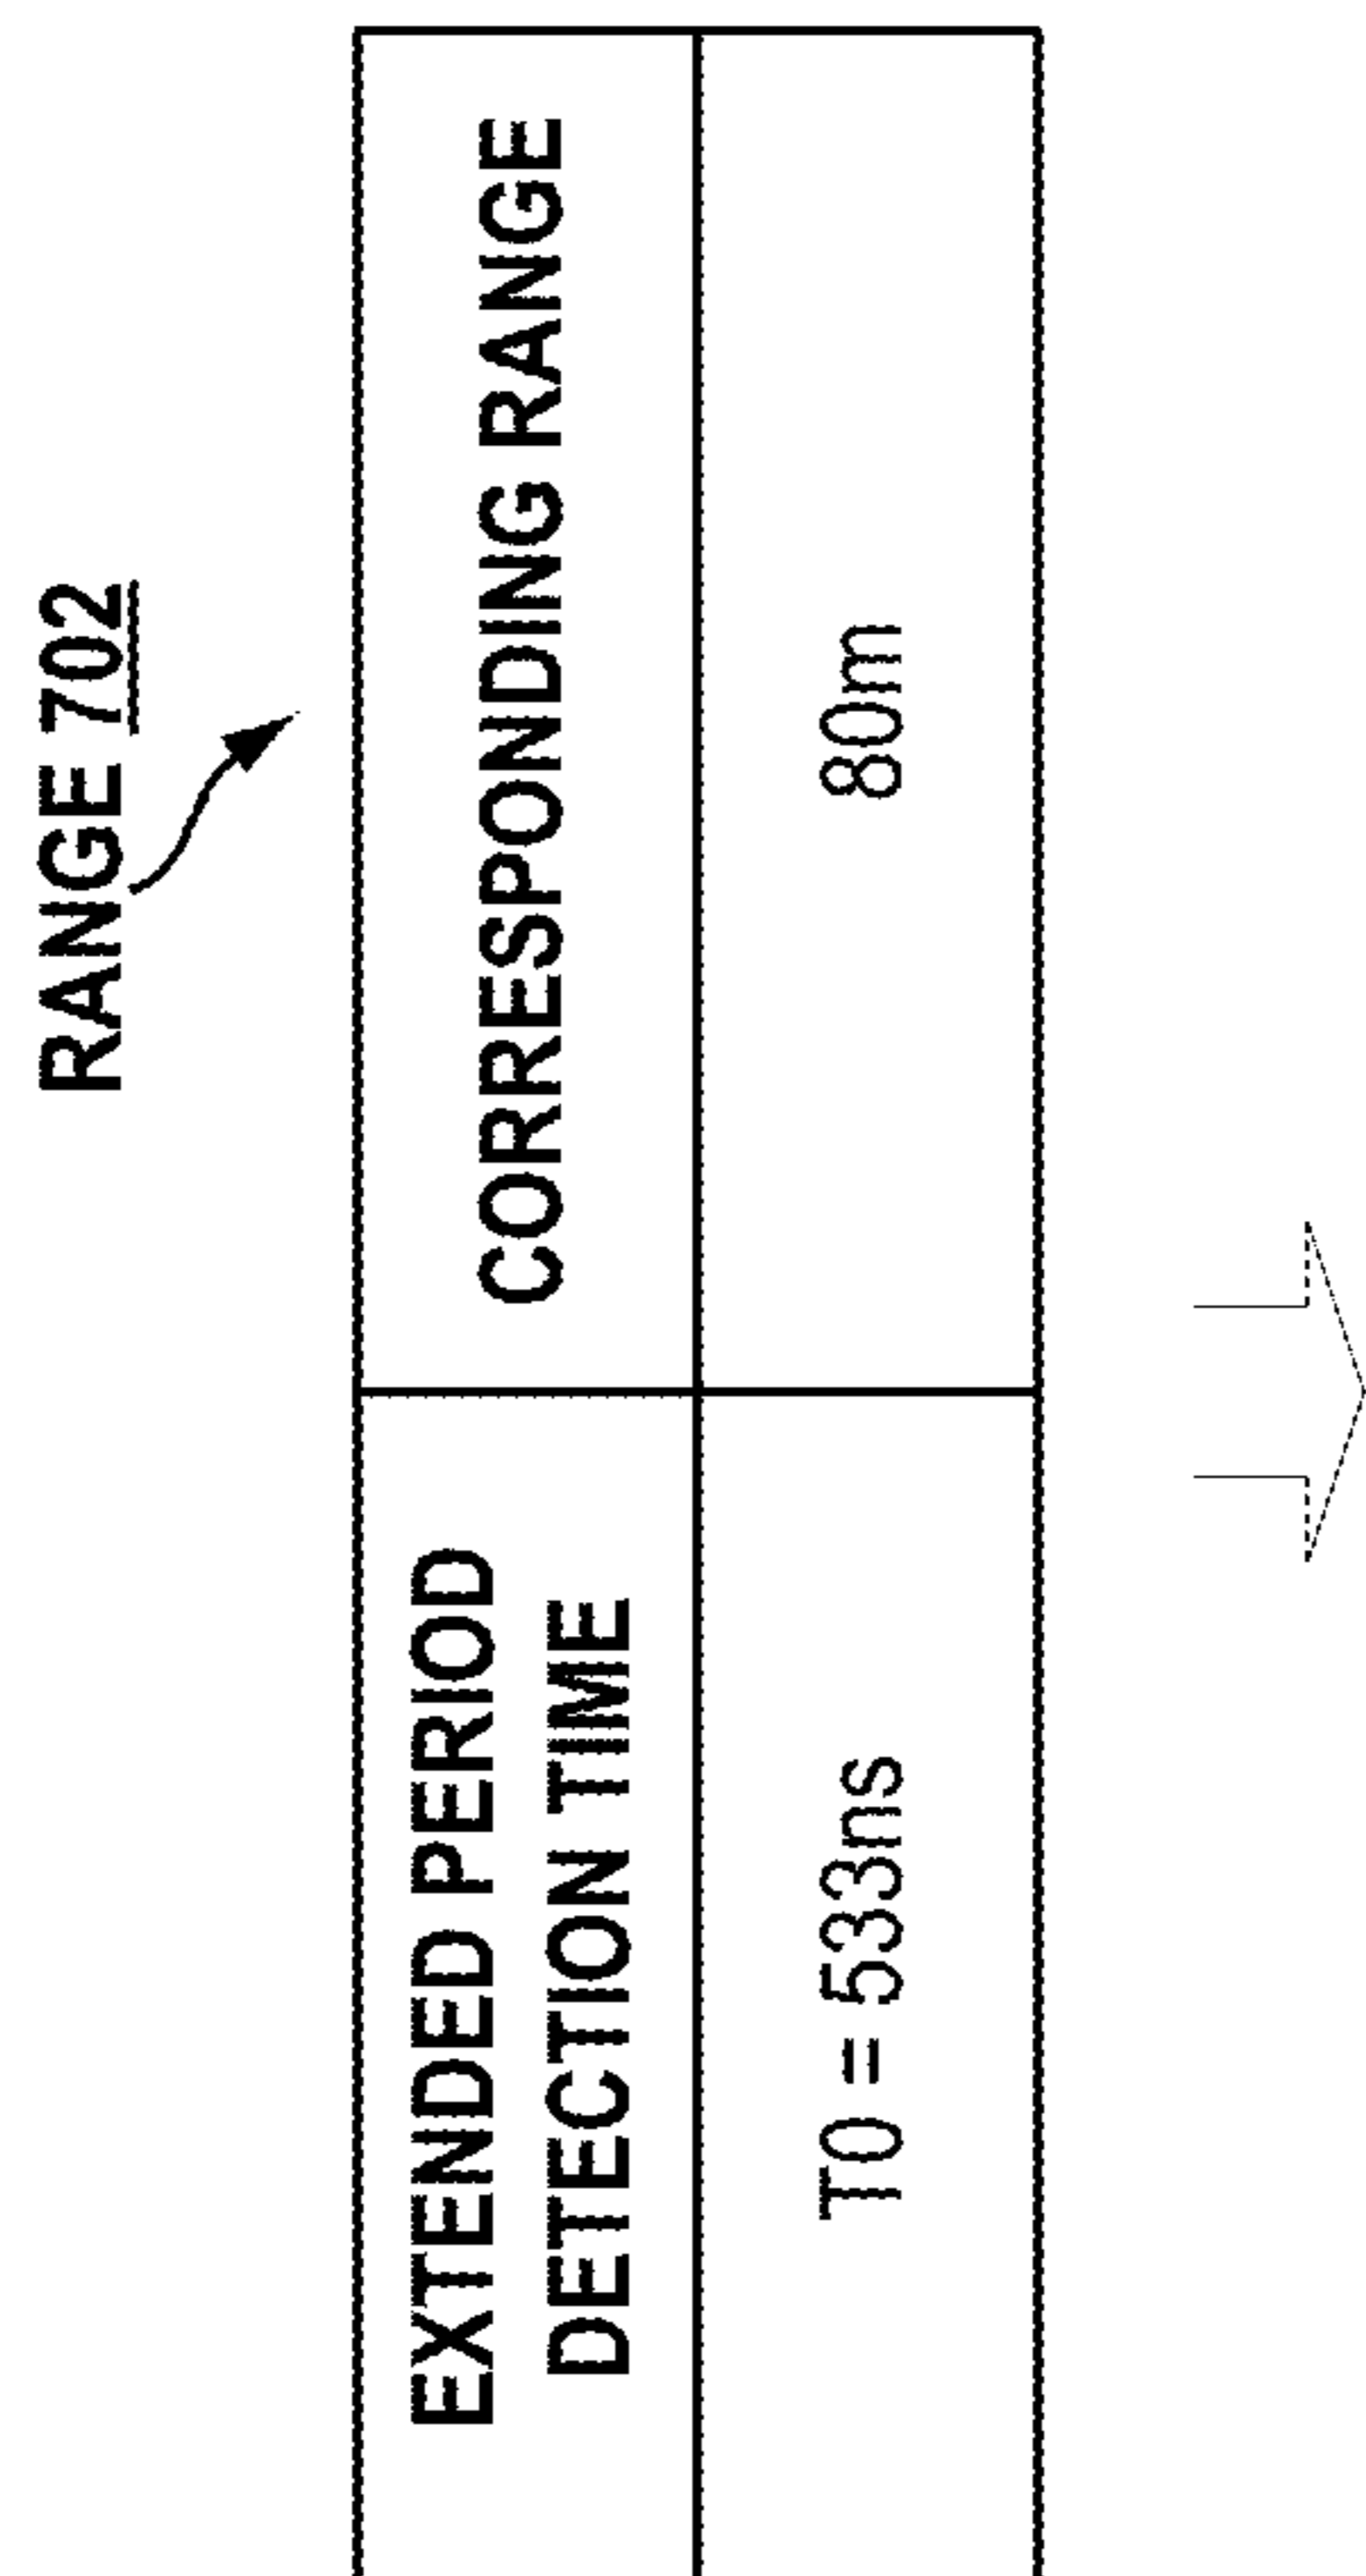 RANGE 702
EXTENDED PERIOD
DETECTION TIME
CORRESPONDING RANGE
T0 = 533ns
80m